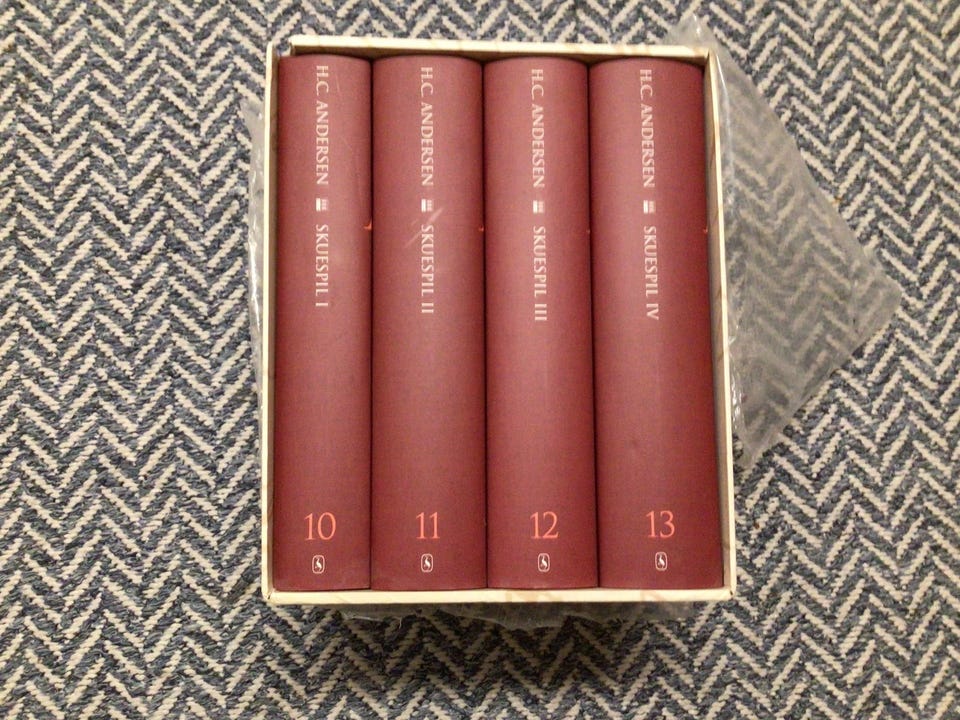 H.C. ANDERSEN SKUESPIL I
10
H.C. ANDERSEN SKUESPIL II
11
H.C. ANDERSEN SKUESPIL III
12
H.C. ANDERSEN SKUESPIL IV
13